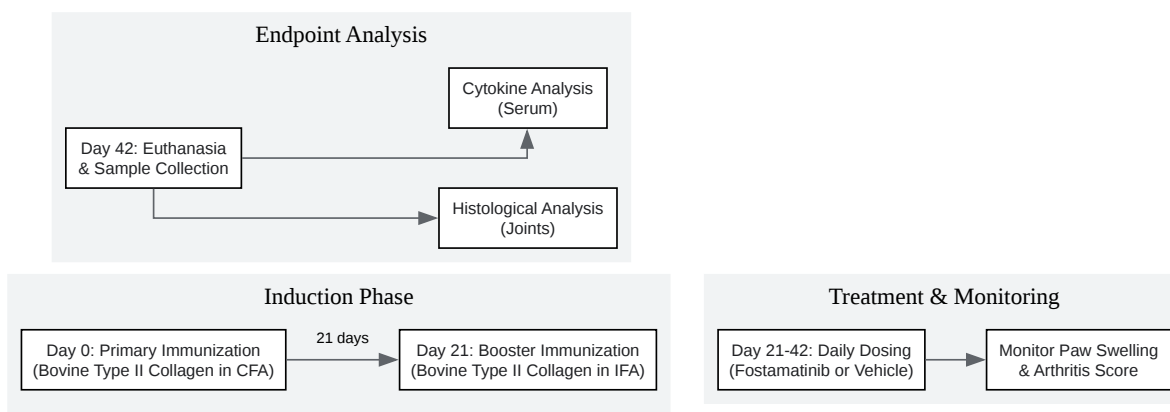 Endpoint Analysis
Cytokine Analysis
(Serum)
Day 42: Euthanasia
& Sample Collection
Histological Analysis
(Joints)
Induction Phase
Day 0: Primary Immunization
(Bovine Type II Collagen in CFA)
21 days
Day 21: Booster Immunization
(Bovine Type II Collagen in IFA)
Treatment & Monitoring
Day 21-42: Daily Dosing
(Fostamatinib or Vehicle)
Monitor Paw Swelling
& Arthritis Score